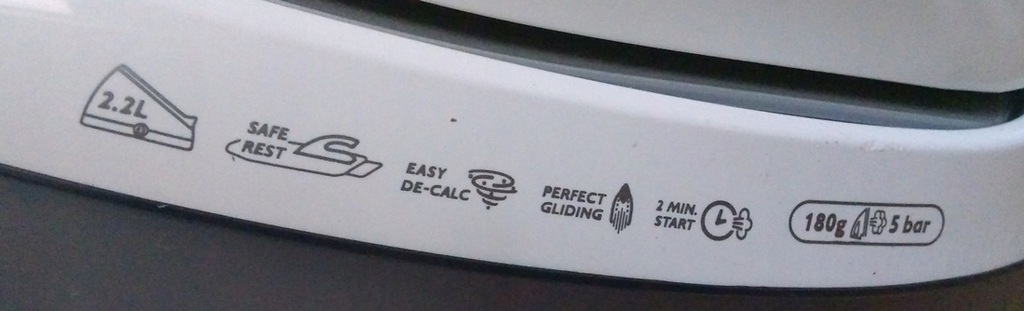 2.2L
SAFE
REST
EASY
DE-CALC
PERFECT
GLIDING
2 MIN.
START
180g 5 bar